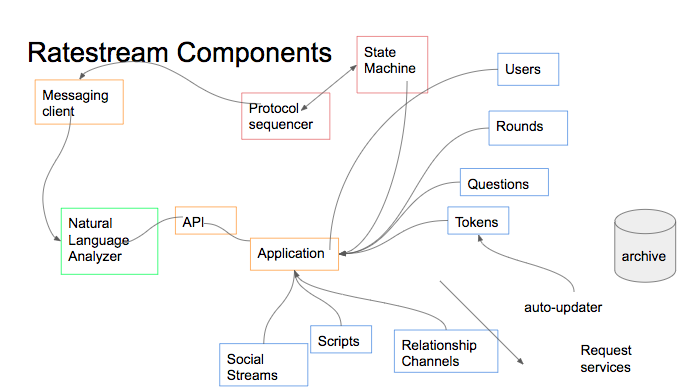 Ratestream Components
State
Machine
Users
Messaging
client
Protocol
sequencer
Rounds
Questions
Natural
Language
Analyzer
API
Tokens
Application
archive
auto-updater
Scripts
Relationship
Channels
Social
Streams
Request
services